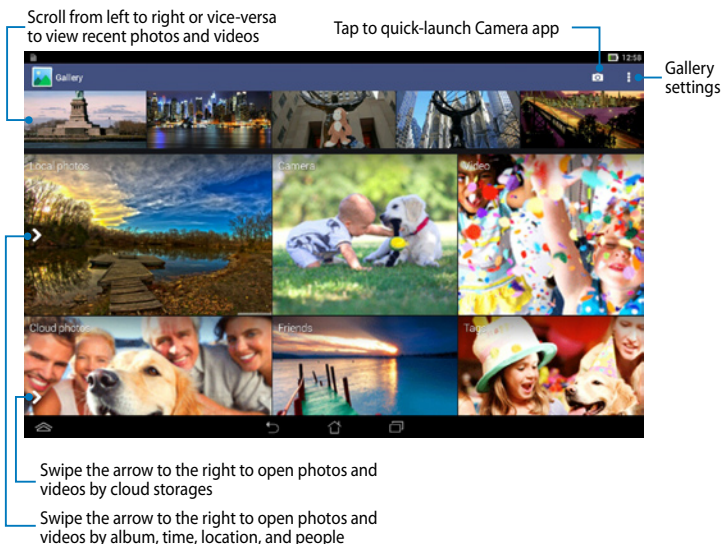 Scroll from left to right or vice-versa
to view recent photos and videos
Tap to quick-launch Camera app
12:58
Gallery
Gallery
settings
Local photos
Camera
Video
Cloud photos
Friends
Tags
Swipe the arrow to the right to open photos and
videos by cloud storages
Swipe the arrow to the right to open photos and
videos by album, time, location, and people